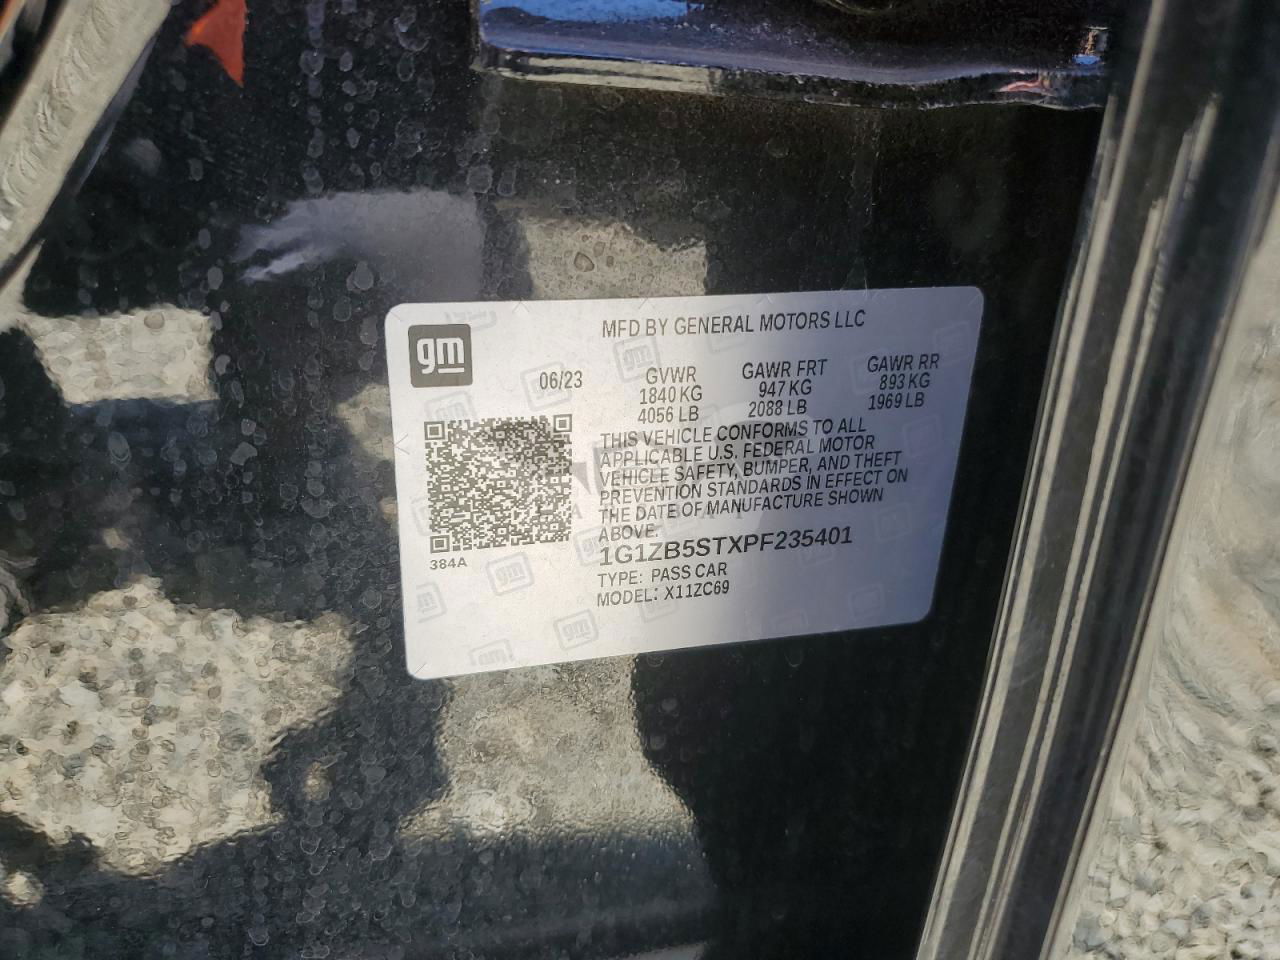 gm
MFD BY GENERAL MOTORS LLC
06/23 GVWR GAWR FRT GAWR RR
1840 KG 947 KG 893 KG
4056 LB 2088 LB 1969 LB
THIS VEHICLE CONFORMS TO ALL
APPLICABLE U.S. FEDERAL MOTOR
VEHICLE SAFETY, BUMPER, AND THEFT
PREVENTION STANDARDS IN EFFECT ON
THE DATE OF MANUFACTURE SHOWN
ABOVE.
1G1ZB5STXPF235401
TYPE: PASS CAR
MODEL: X11ZC69
384A